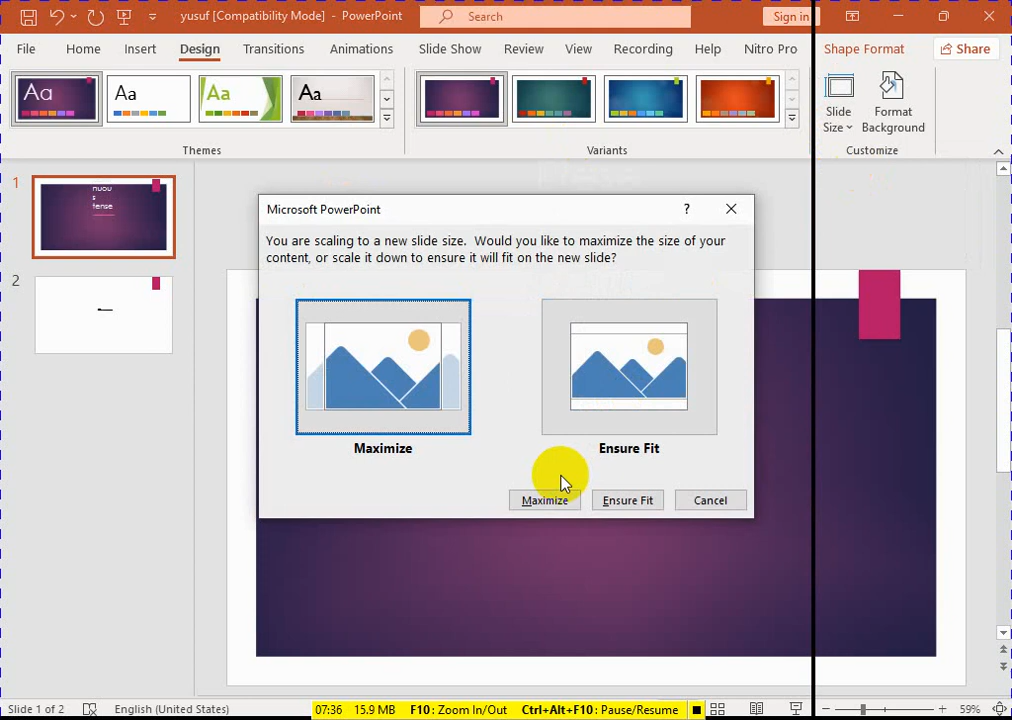 yusuf [Compatibility Mode] - PowerPoint
Search
Sign in
File Home Insert Design Transitions Animations Slide Show Review View Recording Help Nitro Pro Shape Format Share
Aa Aa Aa Aa
Slide Size
Format Background
Themes Variants Customize
1
nuou
s
tense
2
Microsoft PowerPoint
?
You are scaling to a new slide size. Would you like to maximize the size of your
content, or scale it down to ensure it will fit on the new slide?
Maximize Ensure Fit
Maximize Ensure Fit Cancel
Slide 1 of 2 English (United States) 07:36 15.9 MB F10: Zoom In/Out Ctrl+Alt+F10: Pause/Resume 59%